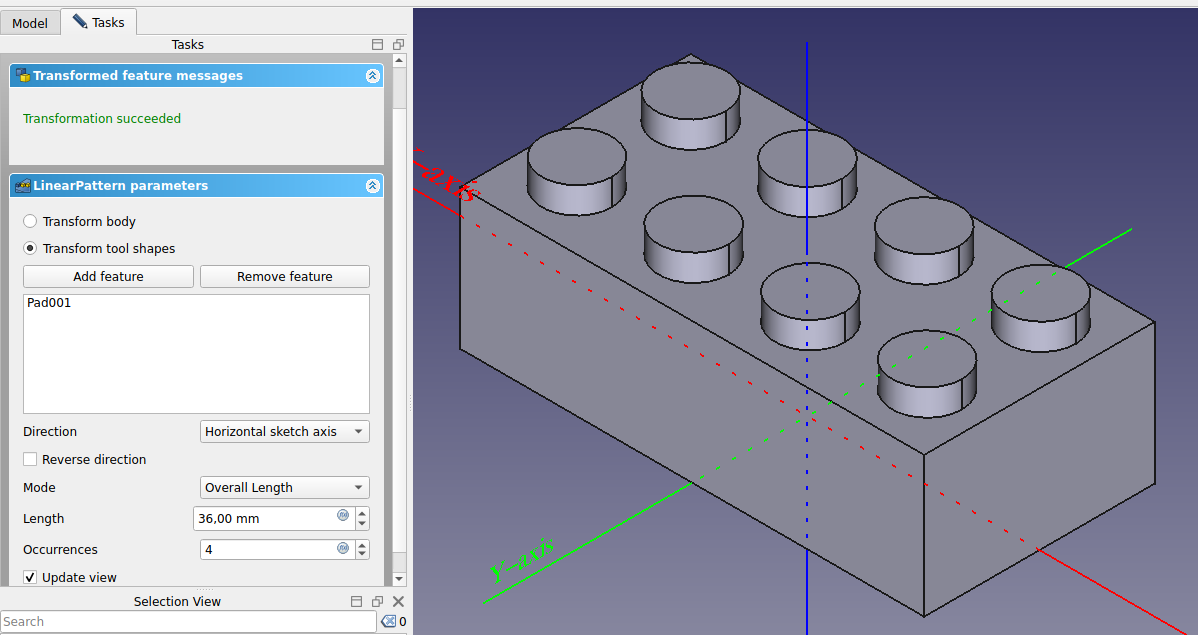 Model
Tasks
Tasks
Transformed feature messages
Transformation succeeded
LinearPattern parameters
Transform body
Transform tool shapes
Add feature
Remove feature
Pad001
Direction
Horizontal sketch axis
Reverse direction
Mode
Overall Length
Length
36,00 mm
Occurrences
4
Update view
Selection View
Search
0
Y-axis